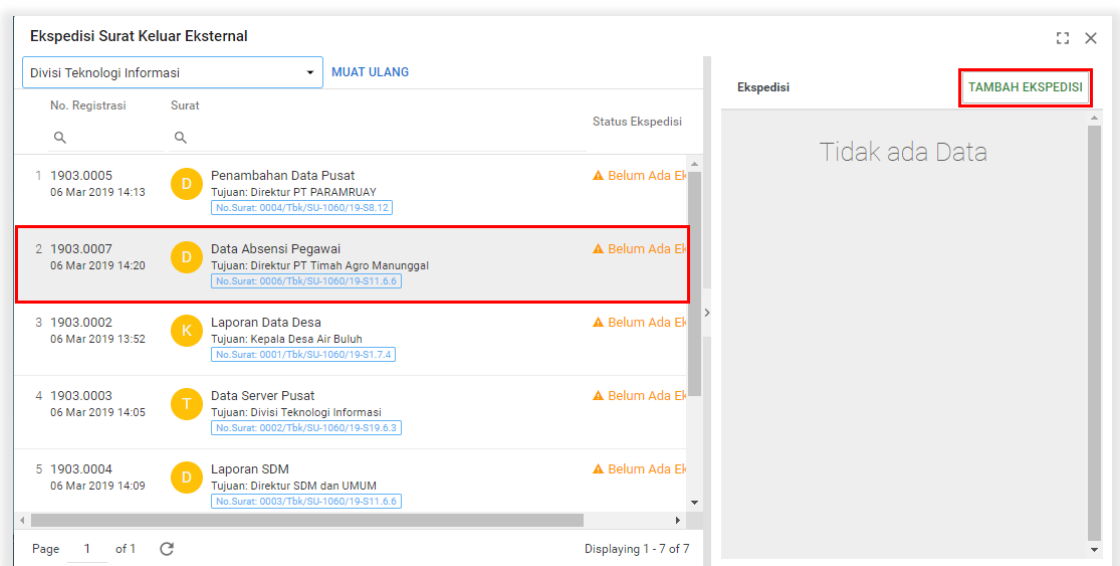 Ekspedisi Surat Keluar Eksternal
Divisi Teknologi Informasi
MUAT ULANG
No. Registrasi
Surat
Status Ekspedisi
1 1903.0005
06 Mar 2019 14:13
D
Penambahan Data Pusat
Tujuan: Direktur PT PARAMRUAY
No.Surat: 0004/Tbk/SU-1060/19-S8.12
Belum Ada Ek
2 1903.0007
06 Mar 2019 14:20
D
Data Absensi Pegawai
Tujuan: Direktur PT Timah Agro Manunggal
No.Surat: 0006/Tbk/SU-1060/19-S11.6.6
Belum Ada Ek
3 1903.0002
06 Mar 2019 13:52
K
Laporan Data Desa
Tujuan: Kepala Desa Air Buluh
No.Surat: 0001/Tbk/SU-1060/19-S1.7.4
Belum Ada Ek
4 1903.0003
06 Mar 2019 14:05
T
Data Server Pusat
Tujuan: Divisi Teknologi Informasi
No.Surat: 0002/Tbk/SU-1060/19-S19.6.3
Belum Ada Ek
5 1903.0004
06 Mar 2019 14:09
D
Laporan SDM
Tujuan: Direktur SDM dan UMUM
No.Surat: 0003/Tbk/SU-1060/19-S11.6.6
Belum Ada Ek
Page 1 of 1
Displaying 1 - 7 of 7
Ekspedisi
TAMBAH EKSPEDISI
Tidak ada Data